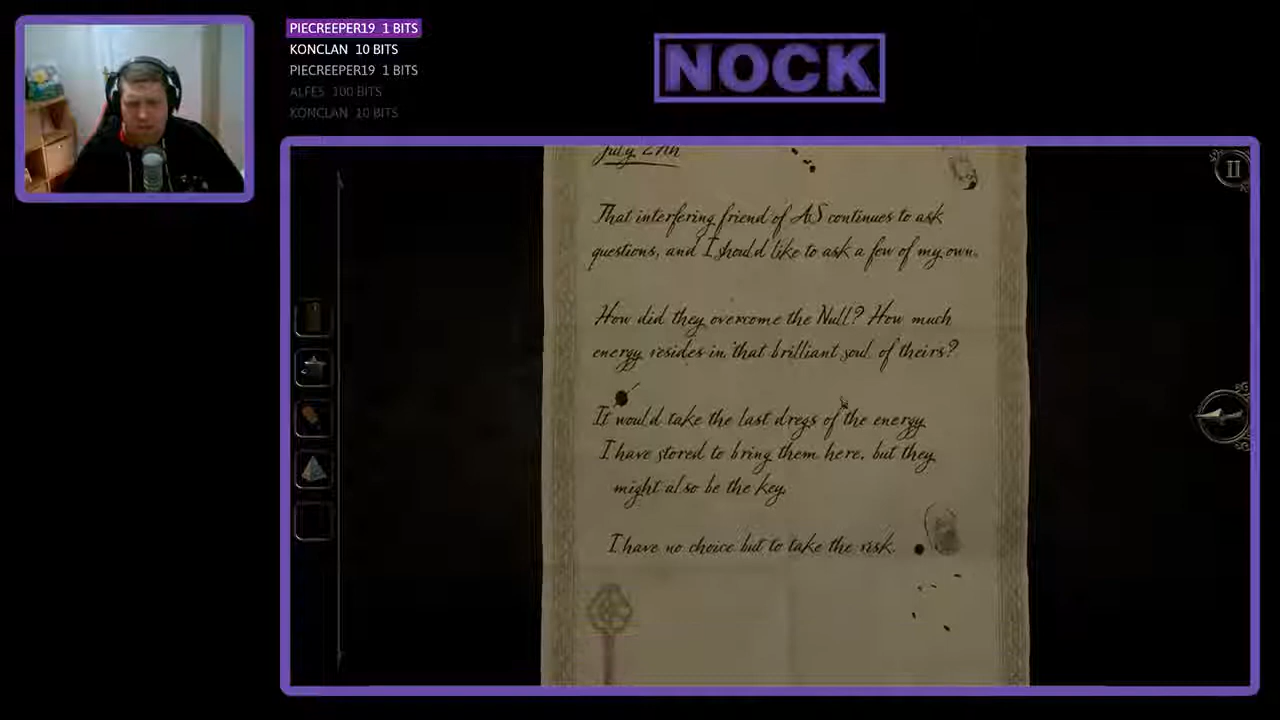 PIECREEPER19 1 BITS
KONCLAN 10 BITS
PIECREEPER19 1 BITS
ALFES 100 BITS
KONCLAN 10 BITS
NOCK
July 27th
That interfering friend of AS continues to ask
questions, and I should like to ask a few of my own.
How did they overcome the Null? How much
energy resides in that brilliant soul of theirs?
It would take the last dregs of the energy
I have stored to bring them here, but they
might also be the key.
I have no choice but to take the risk.